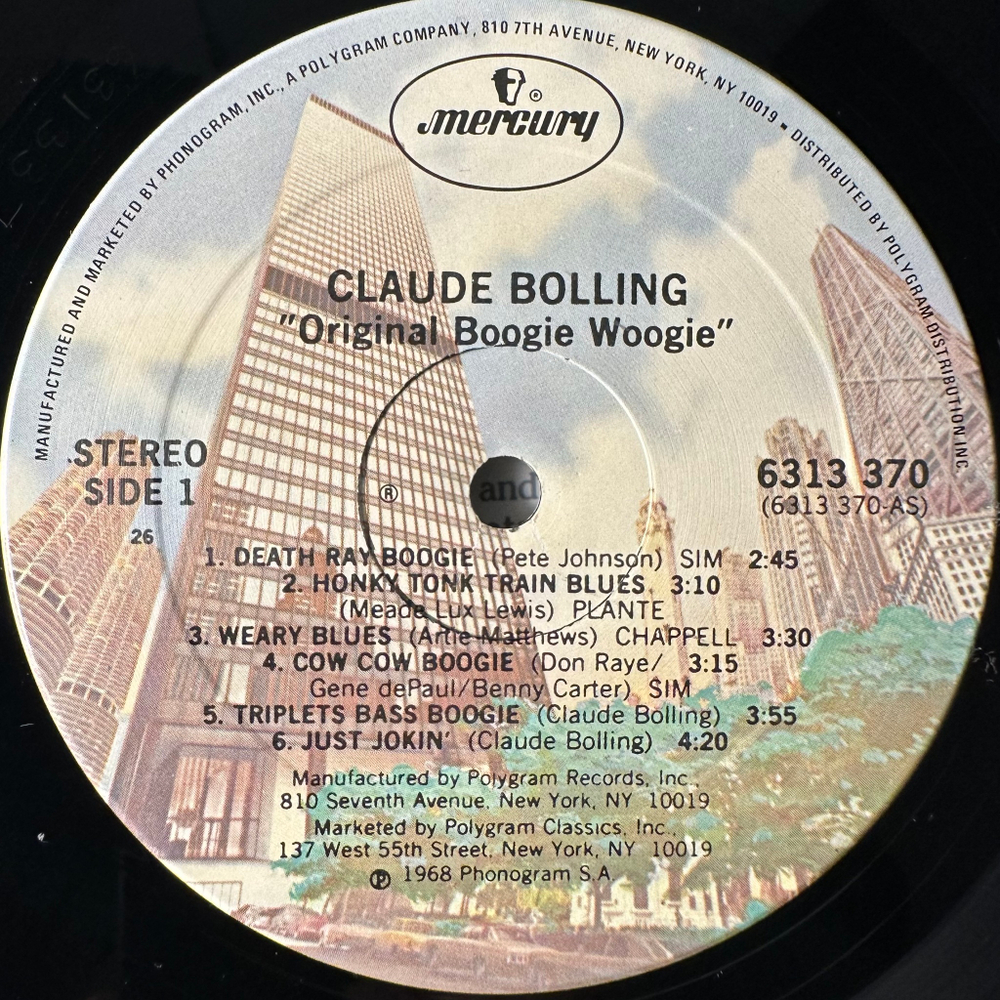 MANUFACTURED AND MARKETED BY PHONOGRAM, INC., A POLYGRAM COMPANY, 810 7TH AVENUE, NEW YORK, NY 10019 ▪ DISTRIBUTED BY POLYGRAM DISTRIBUTION INC.
®
mercury
CLAUDE BOLLING
"Original Boogie Woogie"
STEREO
SIDE 1
26
6313 370
(6313 370-AS)
®
and
1. DEATH RAY BOOGIE (Pete Johnson) SIM 2:45
2. HONKY TONK TRAIN BLUES 3:10
(Meade Lux Lewis) PLANTE
3. WEARY BLUES (Artie Matthews) CHAPPELL 3:30
4. COW COW BOOGIE (Don Raye/ 3:15
Gene dePaul/Benny Carter) SIM
5. TRIPLETS BASS BOOGIE (Claude Bolling) 3:55
6. JUST JOKIN' (Claude Bolling) 4:20
Manufactured by Polygram Records, Inc.,
810 Seventh Avenue, New York, NY 10019
Marketed by Polygram Classics, Inc.,
137 West 55th Street, New York, NY 10019
℗ 1968 Phonogram S.A.